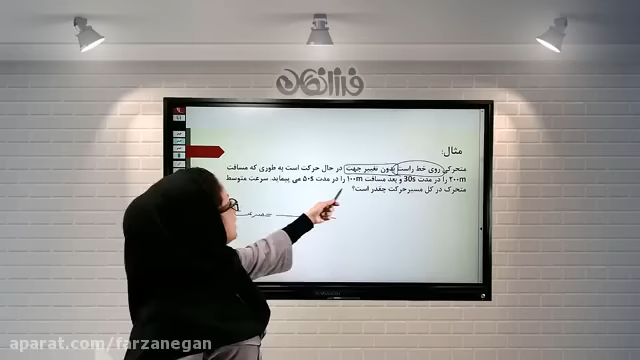 فرزانگان
مثال:
متحرکی روی خط راست بدون تغییر جهت در حال حرکت است به طوری که مسافت
۲۰۰m را در مدت 30s و بعد مسافت ۱۰۰m را در مدت ۵۰s می پیماید. سرعت متوسط
متحرک در کل مسیر حرکت چقدر است؟
aparat.com/farzanegan